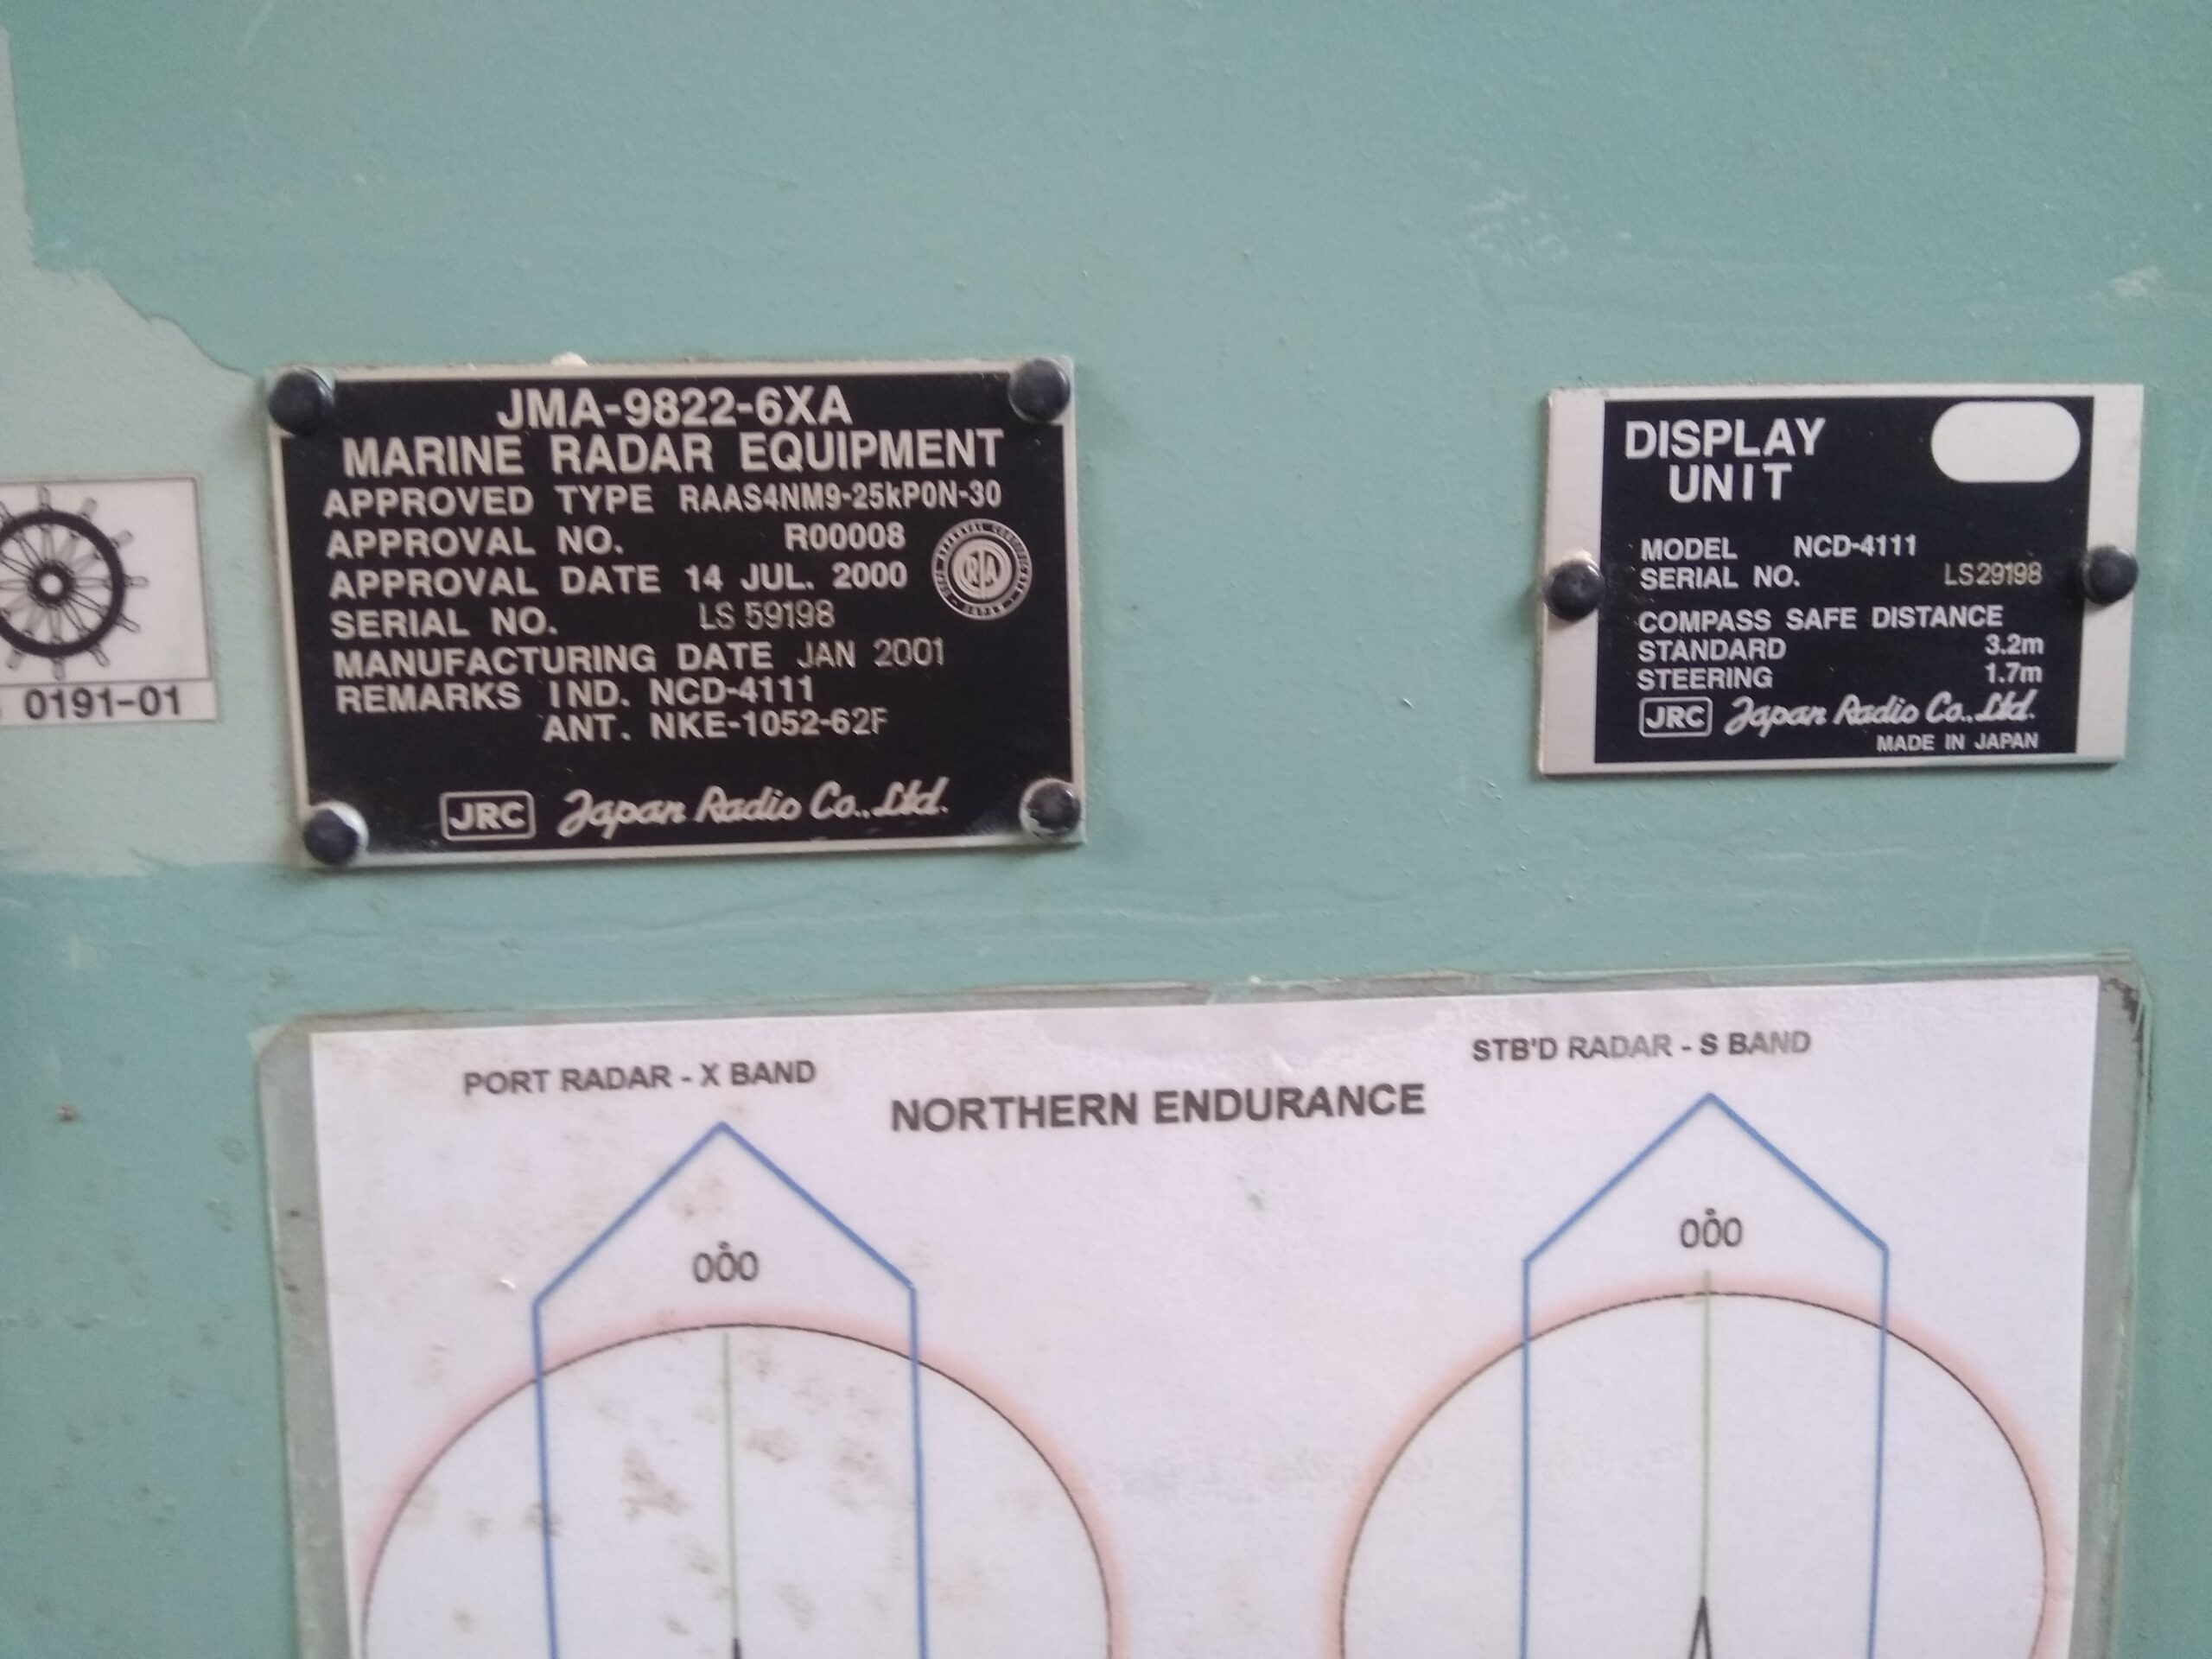 JMA-9822-6XA
MARINE RADAR EQUIPMENT
APPROVED TYPE RAAS4NM9-25kP0N-30
APPROVAL NO. R00008
APPROVAL DATE 14 JUL. 2000
SERIAL NO. LS 59198
MANUFACTURING DATE JAN 2001
REMARKS IND. NCD-4111
ANT. NKE-1052-62F
JRC Japan Radio Co., Ltd.
0191-01
DISPLAY
UNIT
MODEL NCD-4111
SERIAL NO. LS29198
COMPASS SAFE DISTANCE
STANDARD 3.2m
STEERING 1.7m
JRC Japan Radio Co., Ltd.
MADE IN JAPAN
PORT RADAR - X BAND
STB'D RADAR - S BAND
NORTHERN ENDURANCE
000°
000°